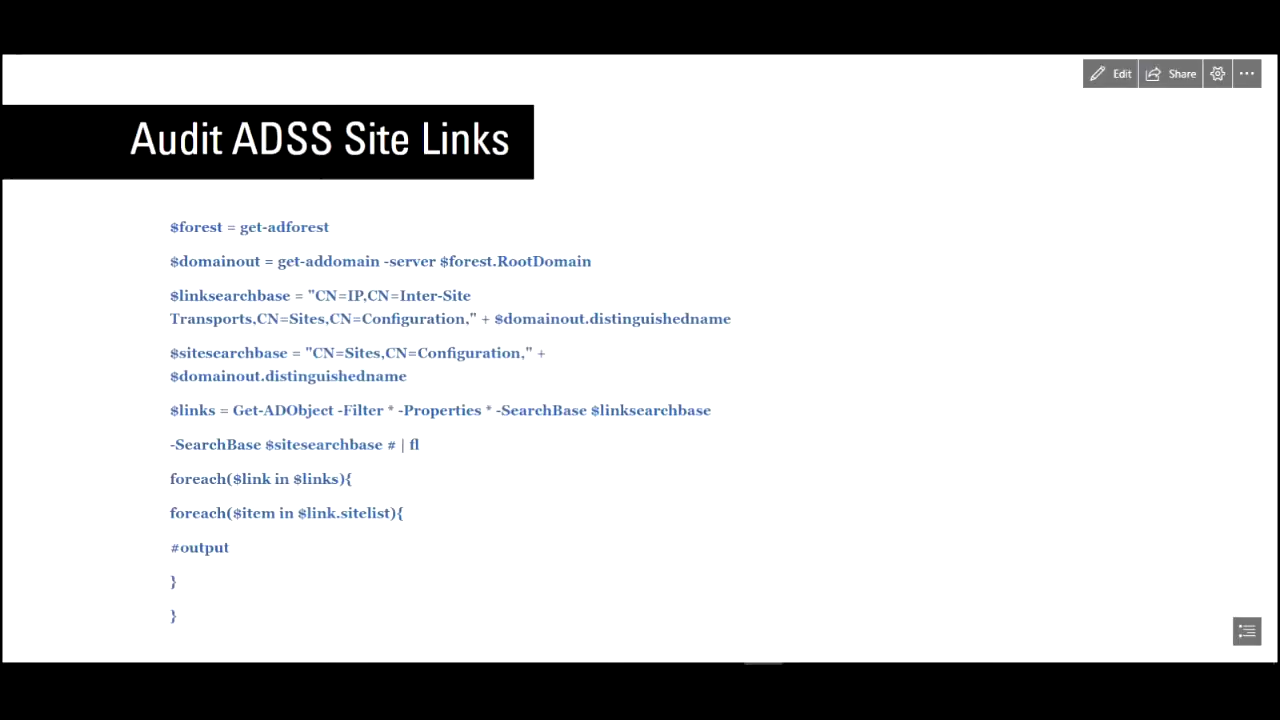 Edit Share
Audit ADSS Site Links
$forest = get-adforest
$domainout = get-addomain -server $forest.RootDomain
$linksearchbase = "CN=IP,CN=Inter-Site
Transports,CN=Sites,CN=Configuration," + $domainout.distinguishedname
$sitesearchbase = "CN=Sites,CN=Configuration," +
$domainout.distinguishedname
$links = Get-ADObject -Filter * -Properties * -SearchBase $linksearchbase
-SearchBase $sitesearchbase # | fl
foreach($link in $links){
foreach($item in $link.sitelist){
#output
}
}